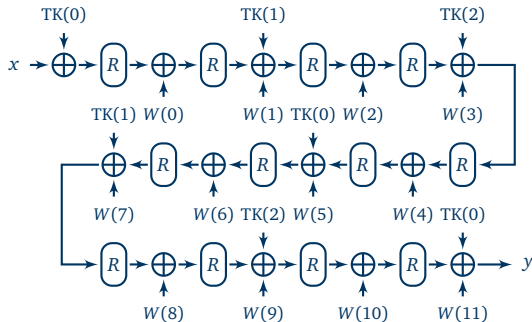 TK(0) TK(1) TK(2)
x R R R R
W(0) W(1) W(2) W(3)
TK(1) TK(0)
R R R R
W(7) W(6) W(5) W(4)
TK(2) TK(0)
R R R R y
W(8) W(9) W(10) W(11)